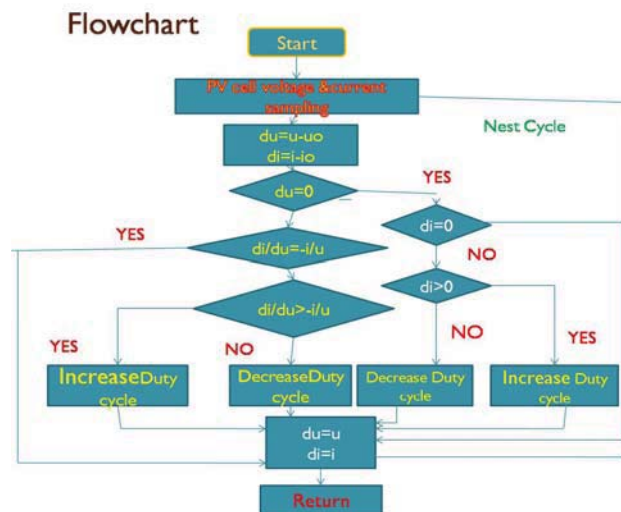 Flowchart
Start
PV cell voltage &current
sampling
Nest Cycle
du=u-uo
di=i-io
du=0
YES
di=0
YES
di/du=-i/u
NO
di>0
di/du>-i/u
YES
NO
NO
YES
IncreaseDuty
cycle
DecreaseDuty
cycle
Decrease Duty
cycle
Increase Duty
cycle
du=u
di=i
Return